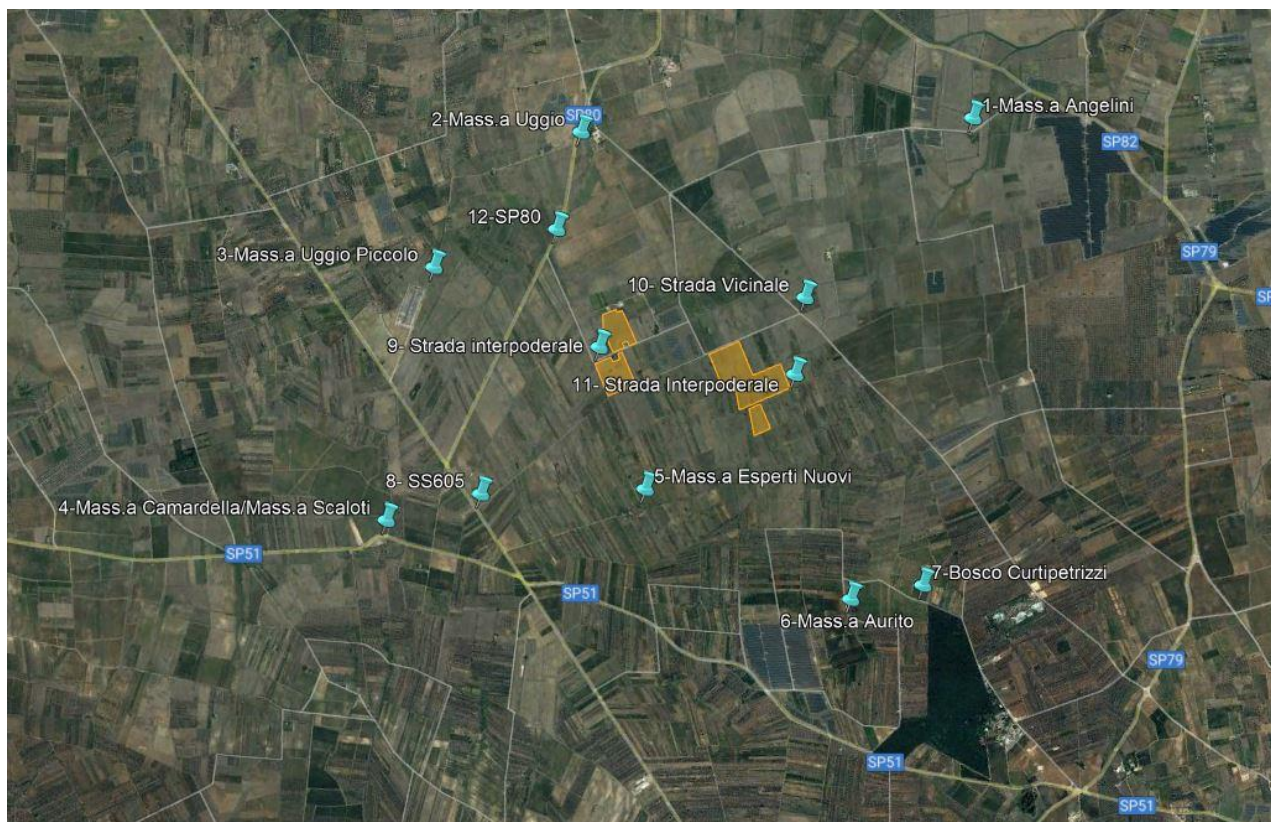 1-Mass.a Angelini
2-Mass.a Uggio
SP80
SP82
12-SP80
3-Mass.a Uggio Piccolo
SP79
10- Strada Vicinale
SP
9- Strada interpoderale
11- Strada Interpoderale
5-Mass.a Esperti Nuovi
8- SS605
4-Mass.a Camardella/Mass.a Scaloti
SP51
SP51
7-Bosco Curtipetrizzi
6-Mass.a Aurito
SP79
SP51
SP51